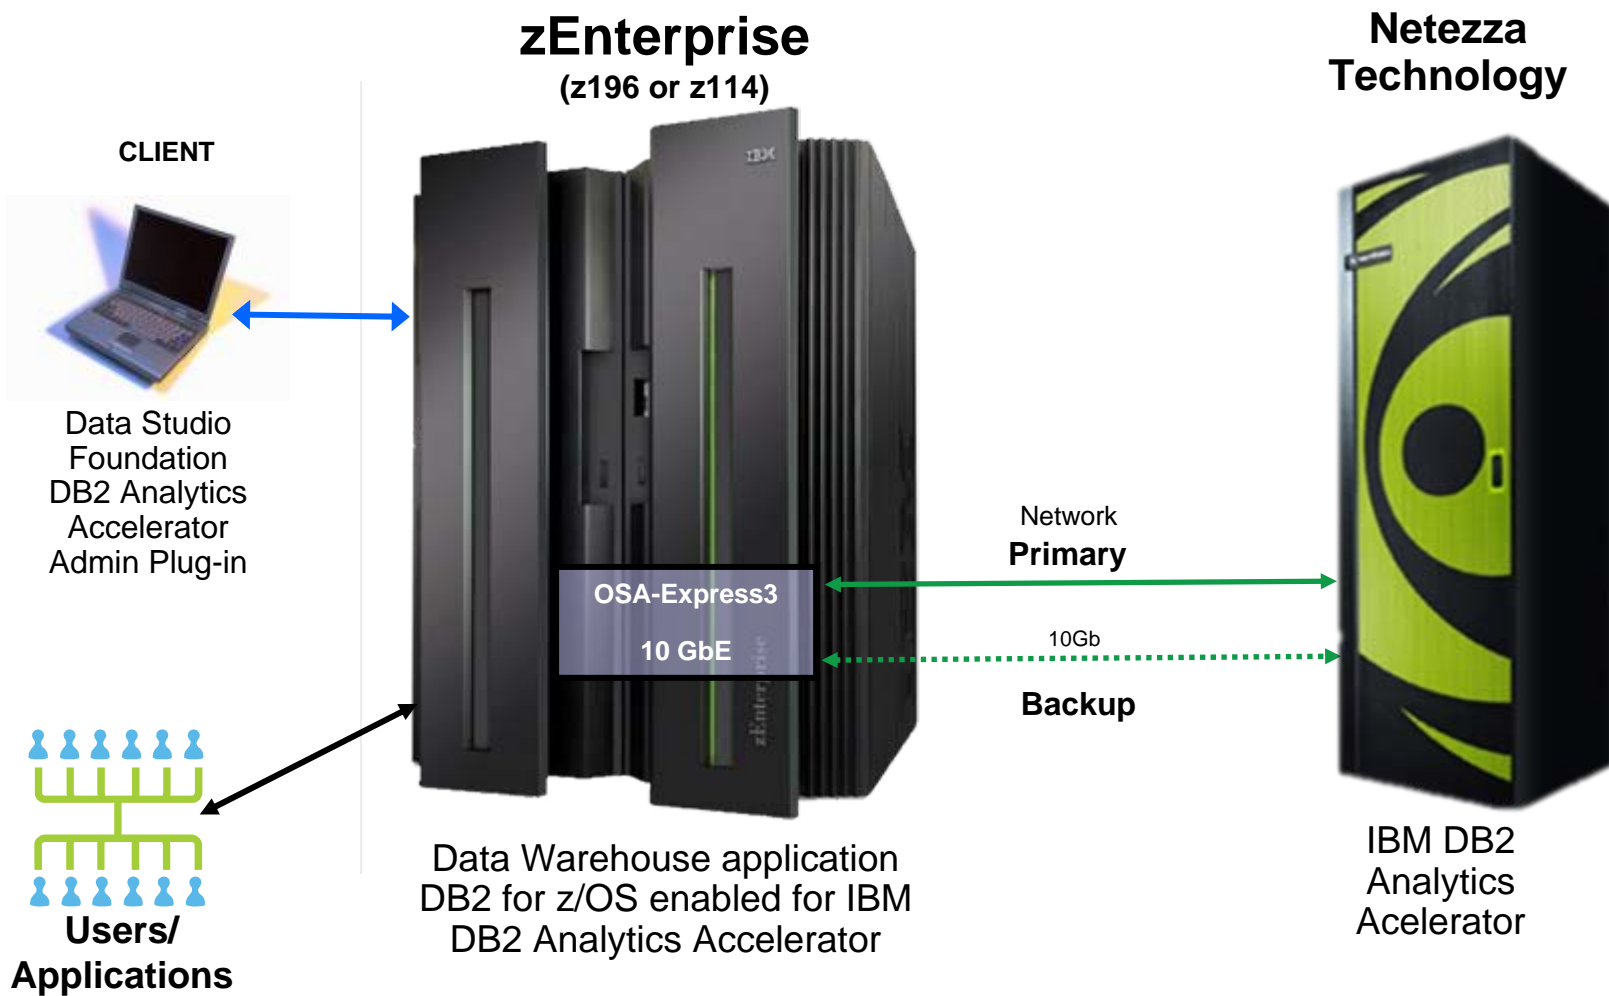 zEnterprise
(z196 or z114)
Netezza
Technology
CLIENT
IBM
Data Studio
Foundation
DB2 Analytics
Accelerator
Admin Plug-in
Network
Primary
OSA-Express3
10 GbE
zEnterprise
10Gb
Backup
Users/
Applications
Data Warehouse application
DB2 for z/OS enabled for IBM
DB2 Analytics Accelerator
IBM DB2
Analytics
Acelerator